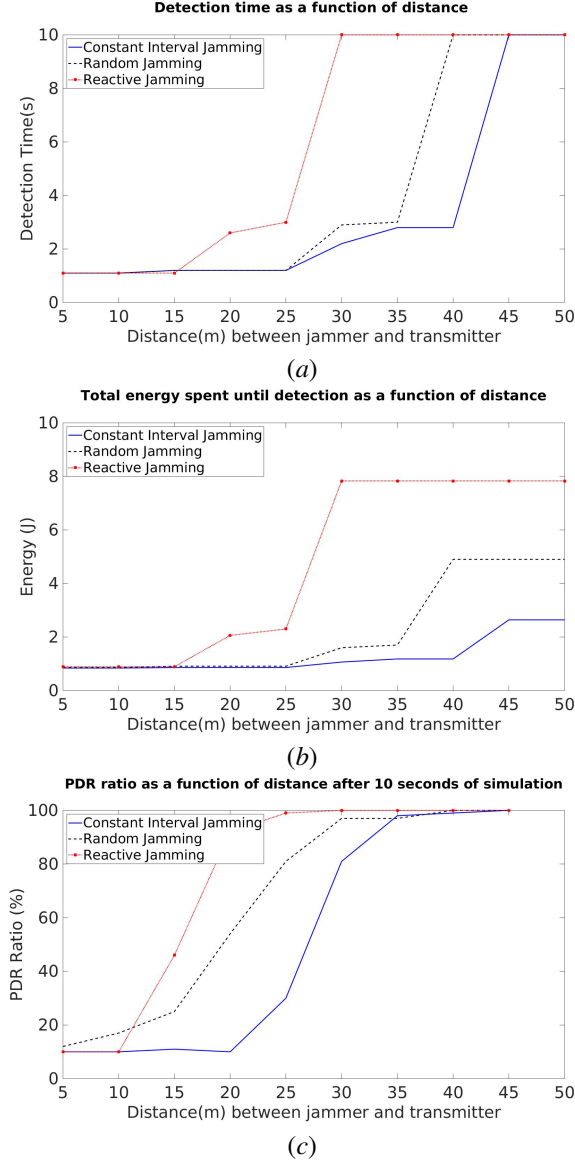 Detection time as a function of distance
10
8
6
4
2
0
Detection Time(s)
Constant Interval Jamming
Random Jamming
Reactive Jamming
5 10 15 20 25 30 35 40 45 50
Distance(m) between jammer and transmitter
(a)
Total energy spent until detection as a function of distance
10
8
6
4
2
0
Energy (J)
Constant Interval Jamming
Random Jamming
Reactive Jamming
5 10 15 20 25 30 35 40 45 50
Distance(m) between jammer and transmitter
(b)
PDR ratio as a function of distance after 10 seconds of simulation
100
80
60
40
20
0
PDR Ratio (%)
Constant Interval Jamming
Random Jamming
Reactive Jamming
5 10 15 20 25 30 35 40 45 50
Distance(m) between jammer and transmitter
(c)